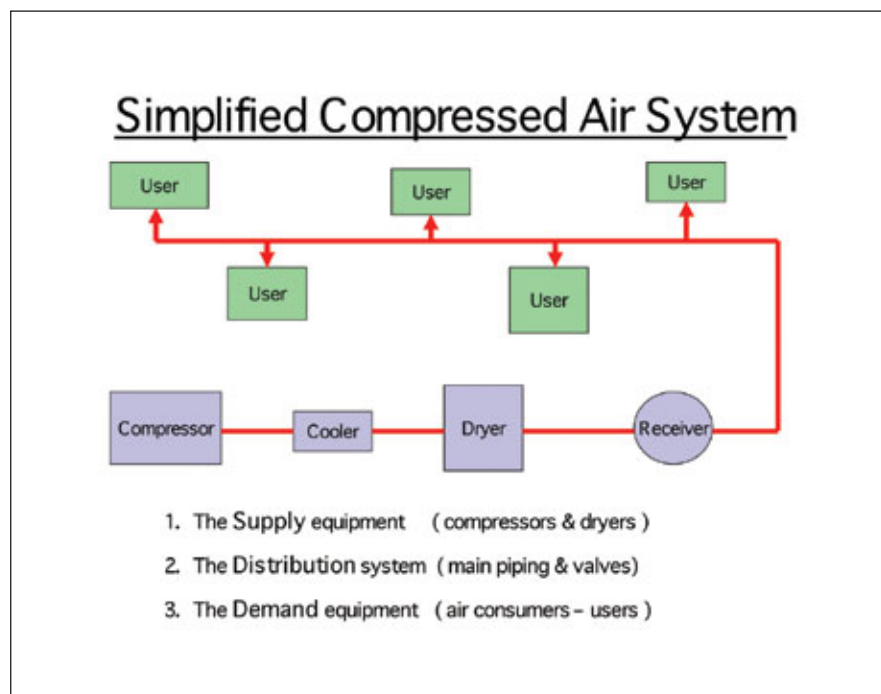 Simplified Compressed Air System
User
User
User
User
User
Compressor
Cooler
Dryer
Receiver
1. The Supply equipment ( compressors & dryers )
2. The Distribution system ( main piping & valves)
3. The Demand equipment ( air consumers – users )